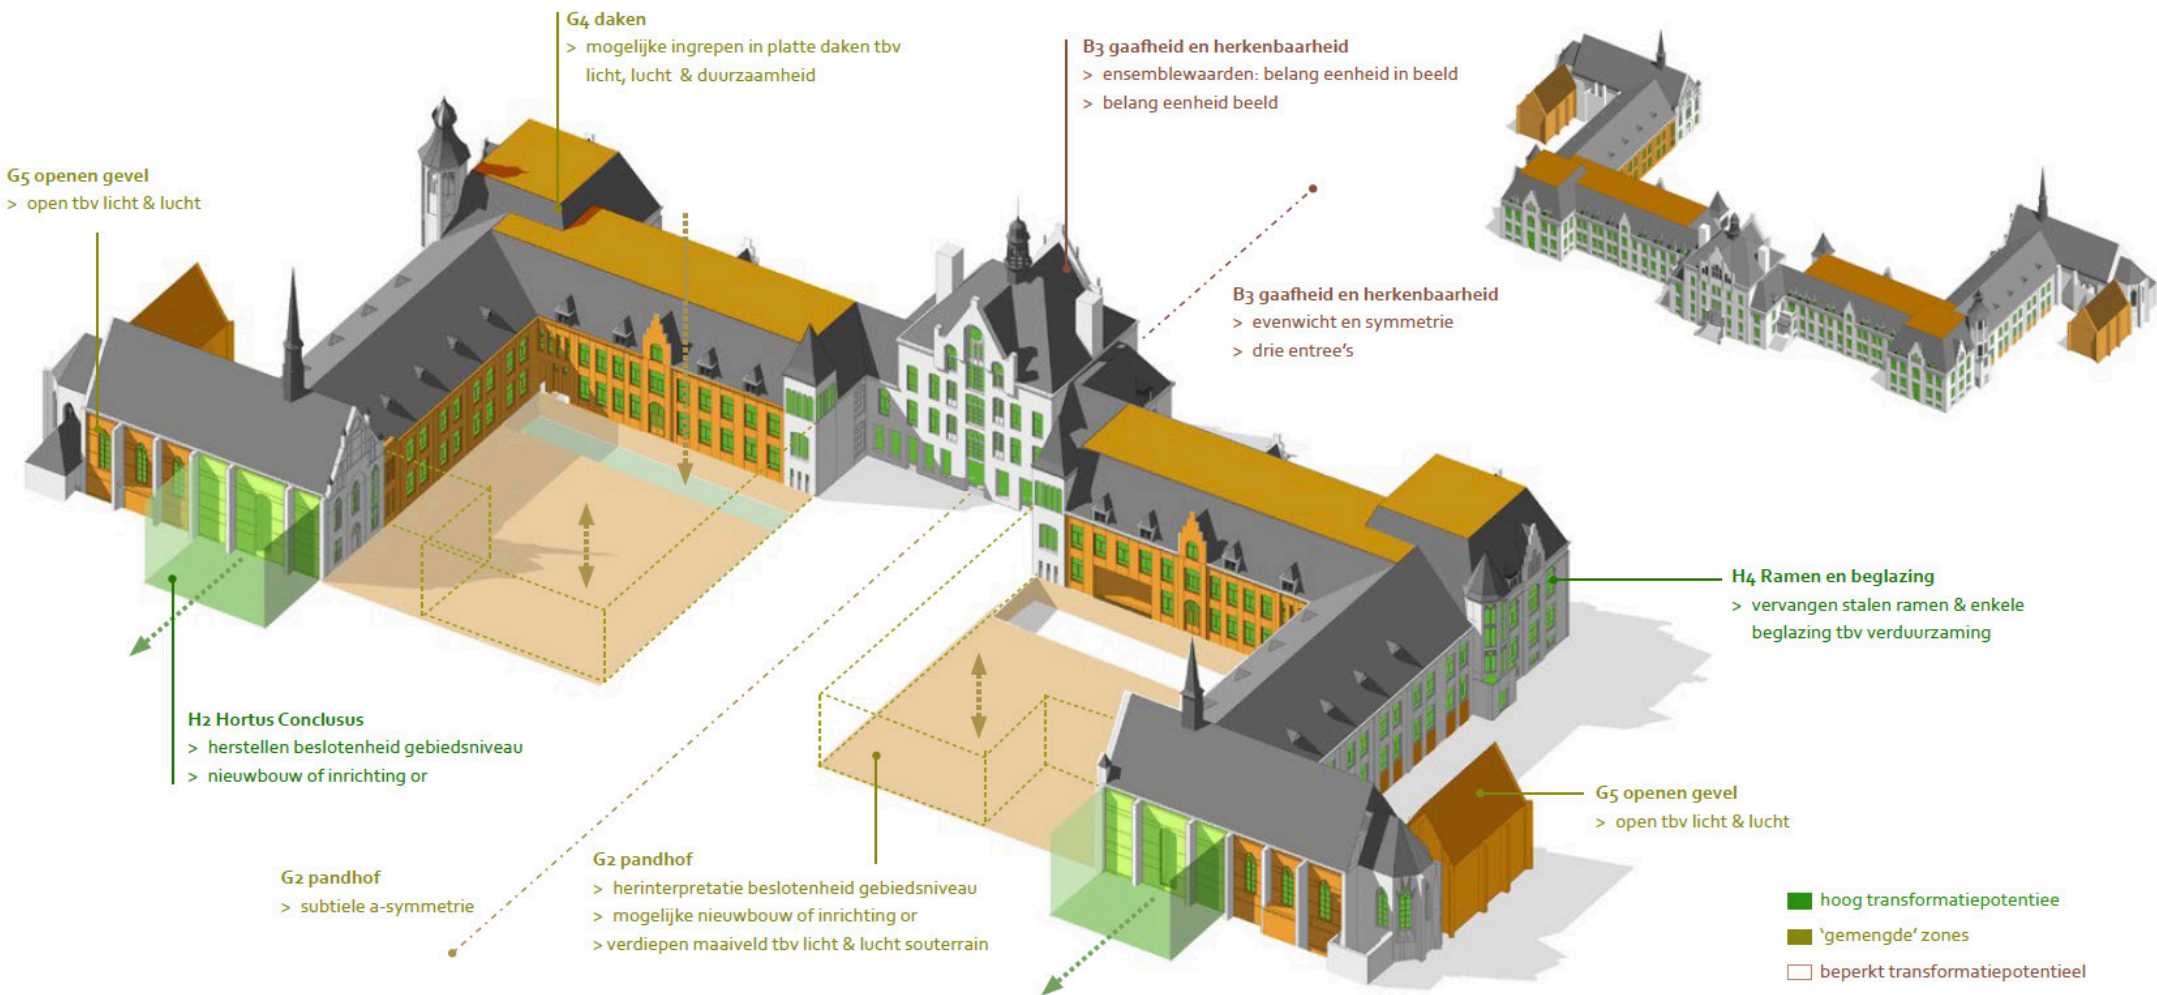 G4 daken
> mogelijke ingrepen in platte daken tbv
licht, lucht & duurzaamheid
B3 gaafheid en herkenbaarheid
> ensemblewaarden: belang eenheid in beeld
> belang eenheid beeld
G5 openen gevel
> open tbv licht & lucht
B3 gaafheid en herkenbaarheid
> evenwicht en symmetrie
> drie entree's
H4 Ramen en beglazing
> vervangen stalen ramen & enkele
beglazing tbv verduurzaming
H2 Hortus Conclusus
> herstellen beslotenheid gebiedsniveau
> nieuwbouw of inrichting or
G5 openen gevel
> open tbv licht & lucht
G2 pandhof
> subtiele a-symmetrie
G2 pandhof
> herinterpretatie beslotenheid gebiedsniveau
> mogelijke nieuwbouw of inrichting or
> verdiepen maaiveld tbv licht & lucht souterrain
hoog transformatiepotentiee
'gemengde' zones
beperkt transformatiepotentieel